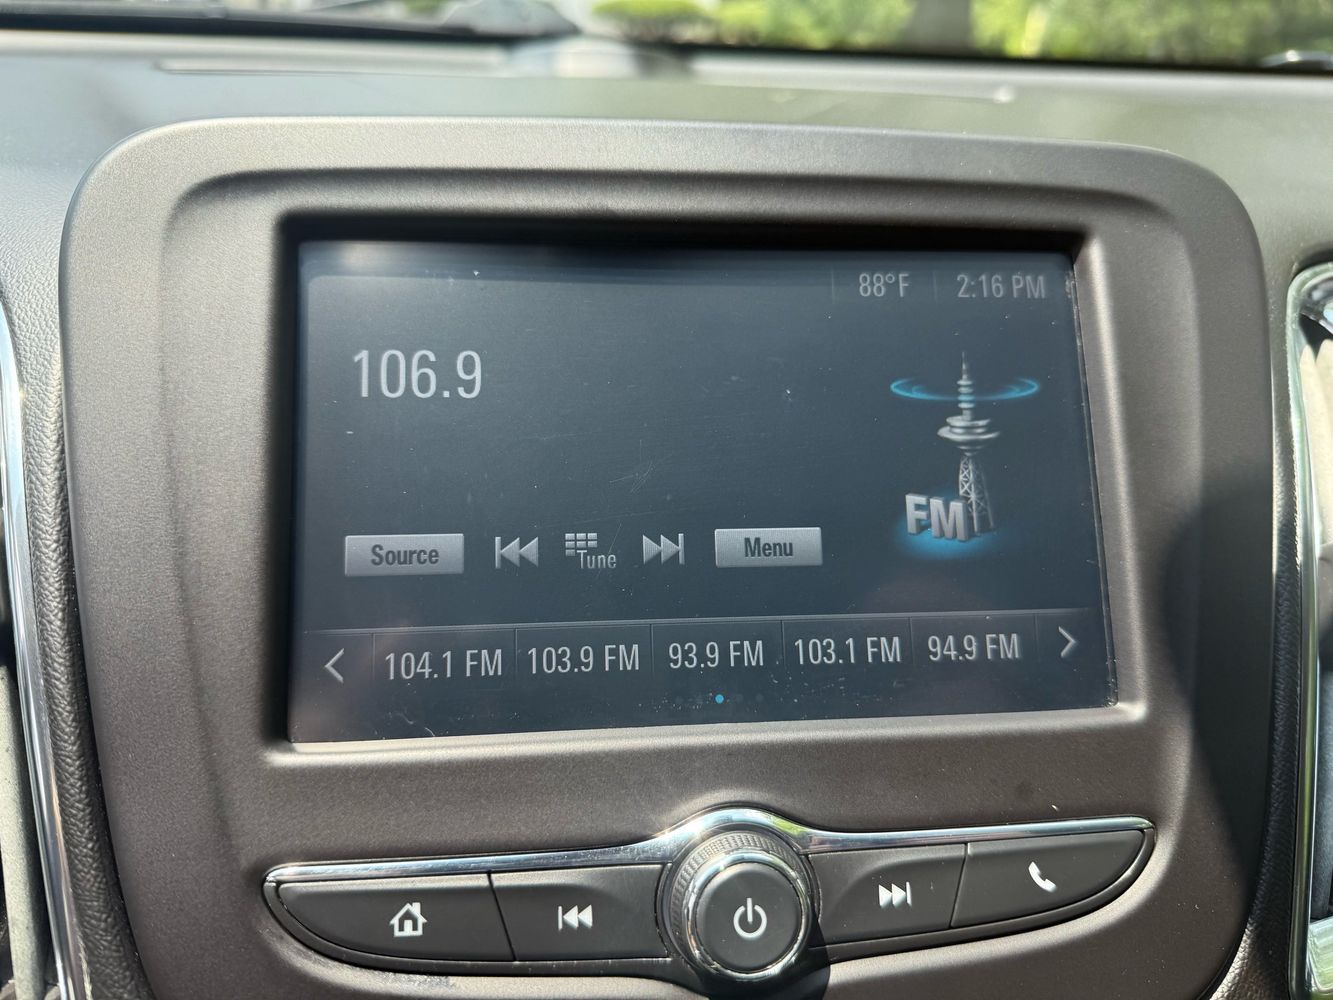 88°F 2:16 PM
106.9
FM
Source Tune Menu
104.1 FM 103.9 FM 93.9 FM 103.1 FM 94.9 FM